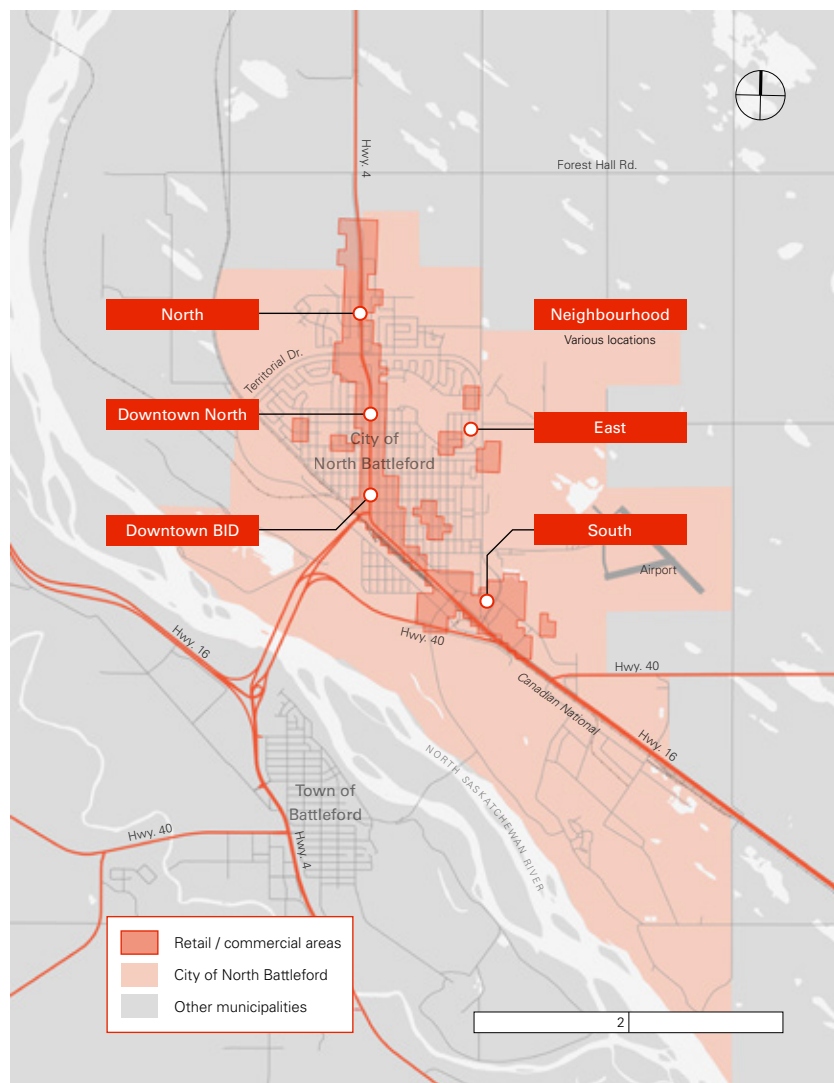 Hwy. 4
Forest Hall Rd.
North
Neighbourhood
Various locations
Territorial Dr.
Downtown North
East
City of
North Battleford
Downtown BID
South
Airport
Hwy. 16
Hwy. 40
Hwy. 40
Canadian National
Hwy. 16
NORTH SASKATCHEWAN RIVER
Town of
Battleford
Hwy. 40
Hwy. 4
Retail / commercial areas
City of North Battleford
Other municipalities
2